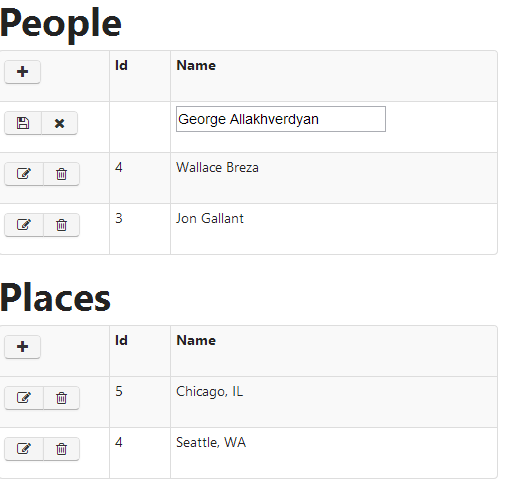 People
Id Name
George Allakhverdyan
4 Wallace Breza
3 Jon Gallant
Places
Id Name
5 Chicago, IL
4 Seattle, WA